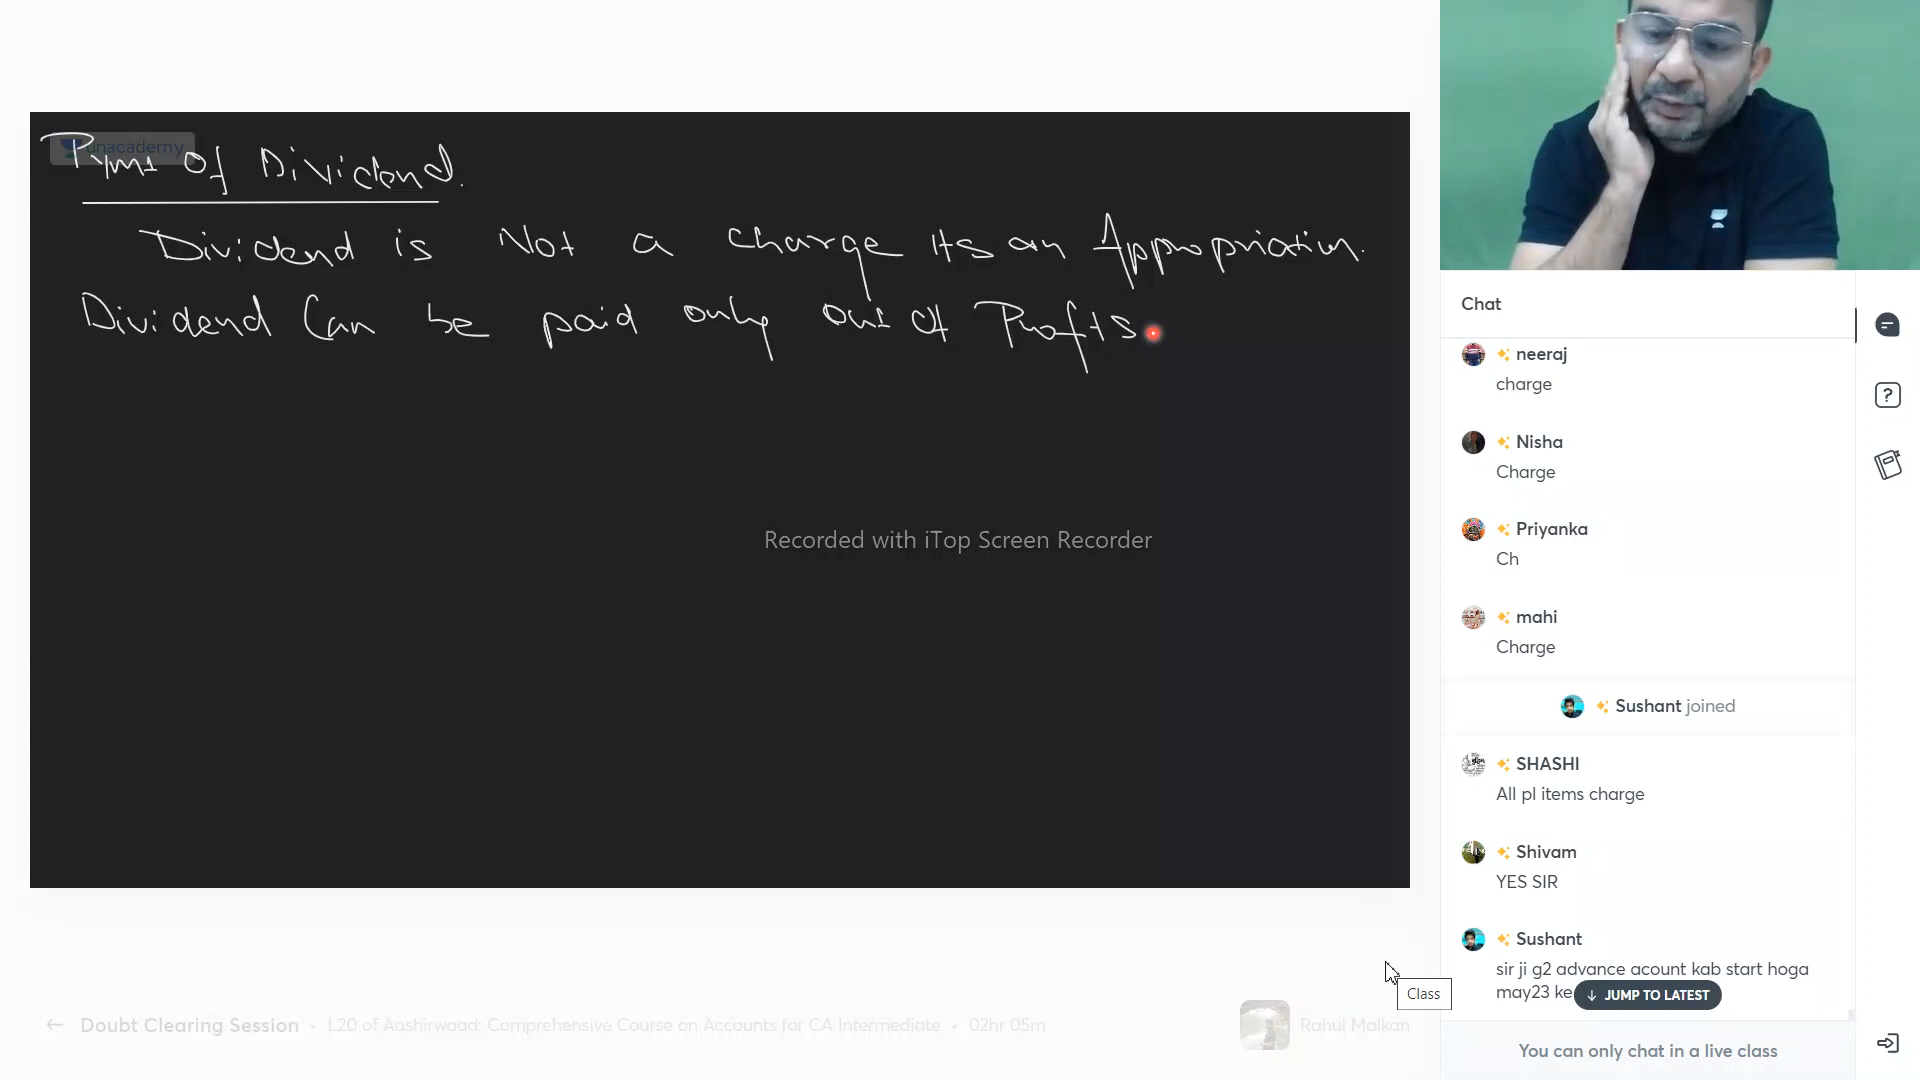 unacademy
Pymt Of Dividend.
Dividend is Not a charge Its an Appropriation.
Dividend Can be paid only out of Profits
Recorded with iTop Screen Recorder
Class
← Doubt Clearing Session • L20 of Aashirwaad: Comprehensive Course on Accounts for CA Intermediate • 02hr 05m
Rahul Malkan
Chat
neeraj
charge
Nisha
Charge
Priyanka
Ch
mahi
Charge
Sushant joined
SHASHI
All pl items charge
Shivam
YES SIR
Sushant
sir ji g2 advance acount kab start hoga
may23 ke
↓ JUMP TO LATEST
You can only chat in a live class